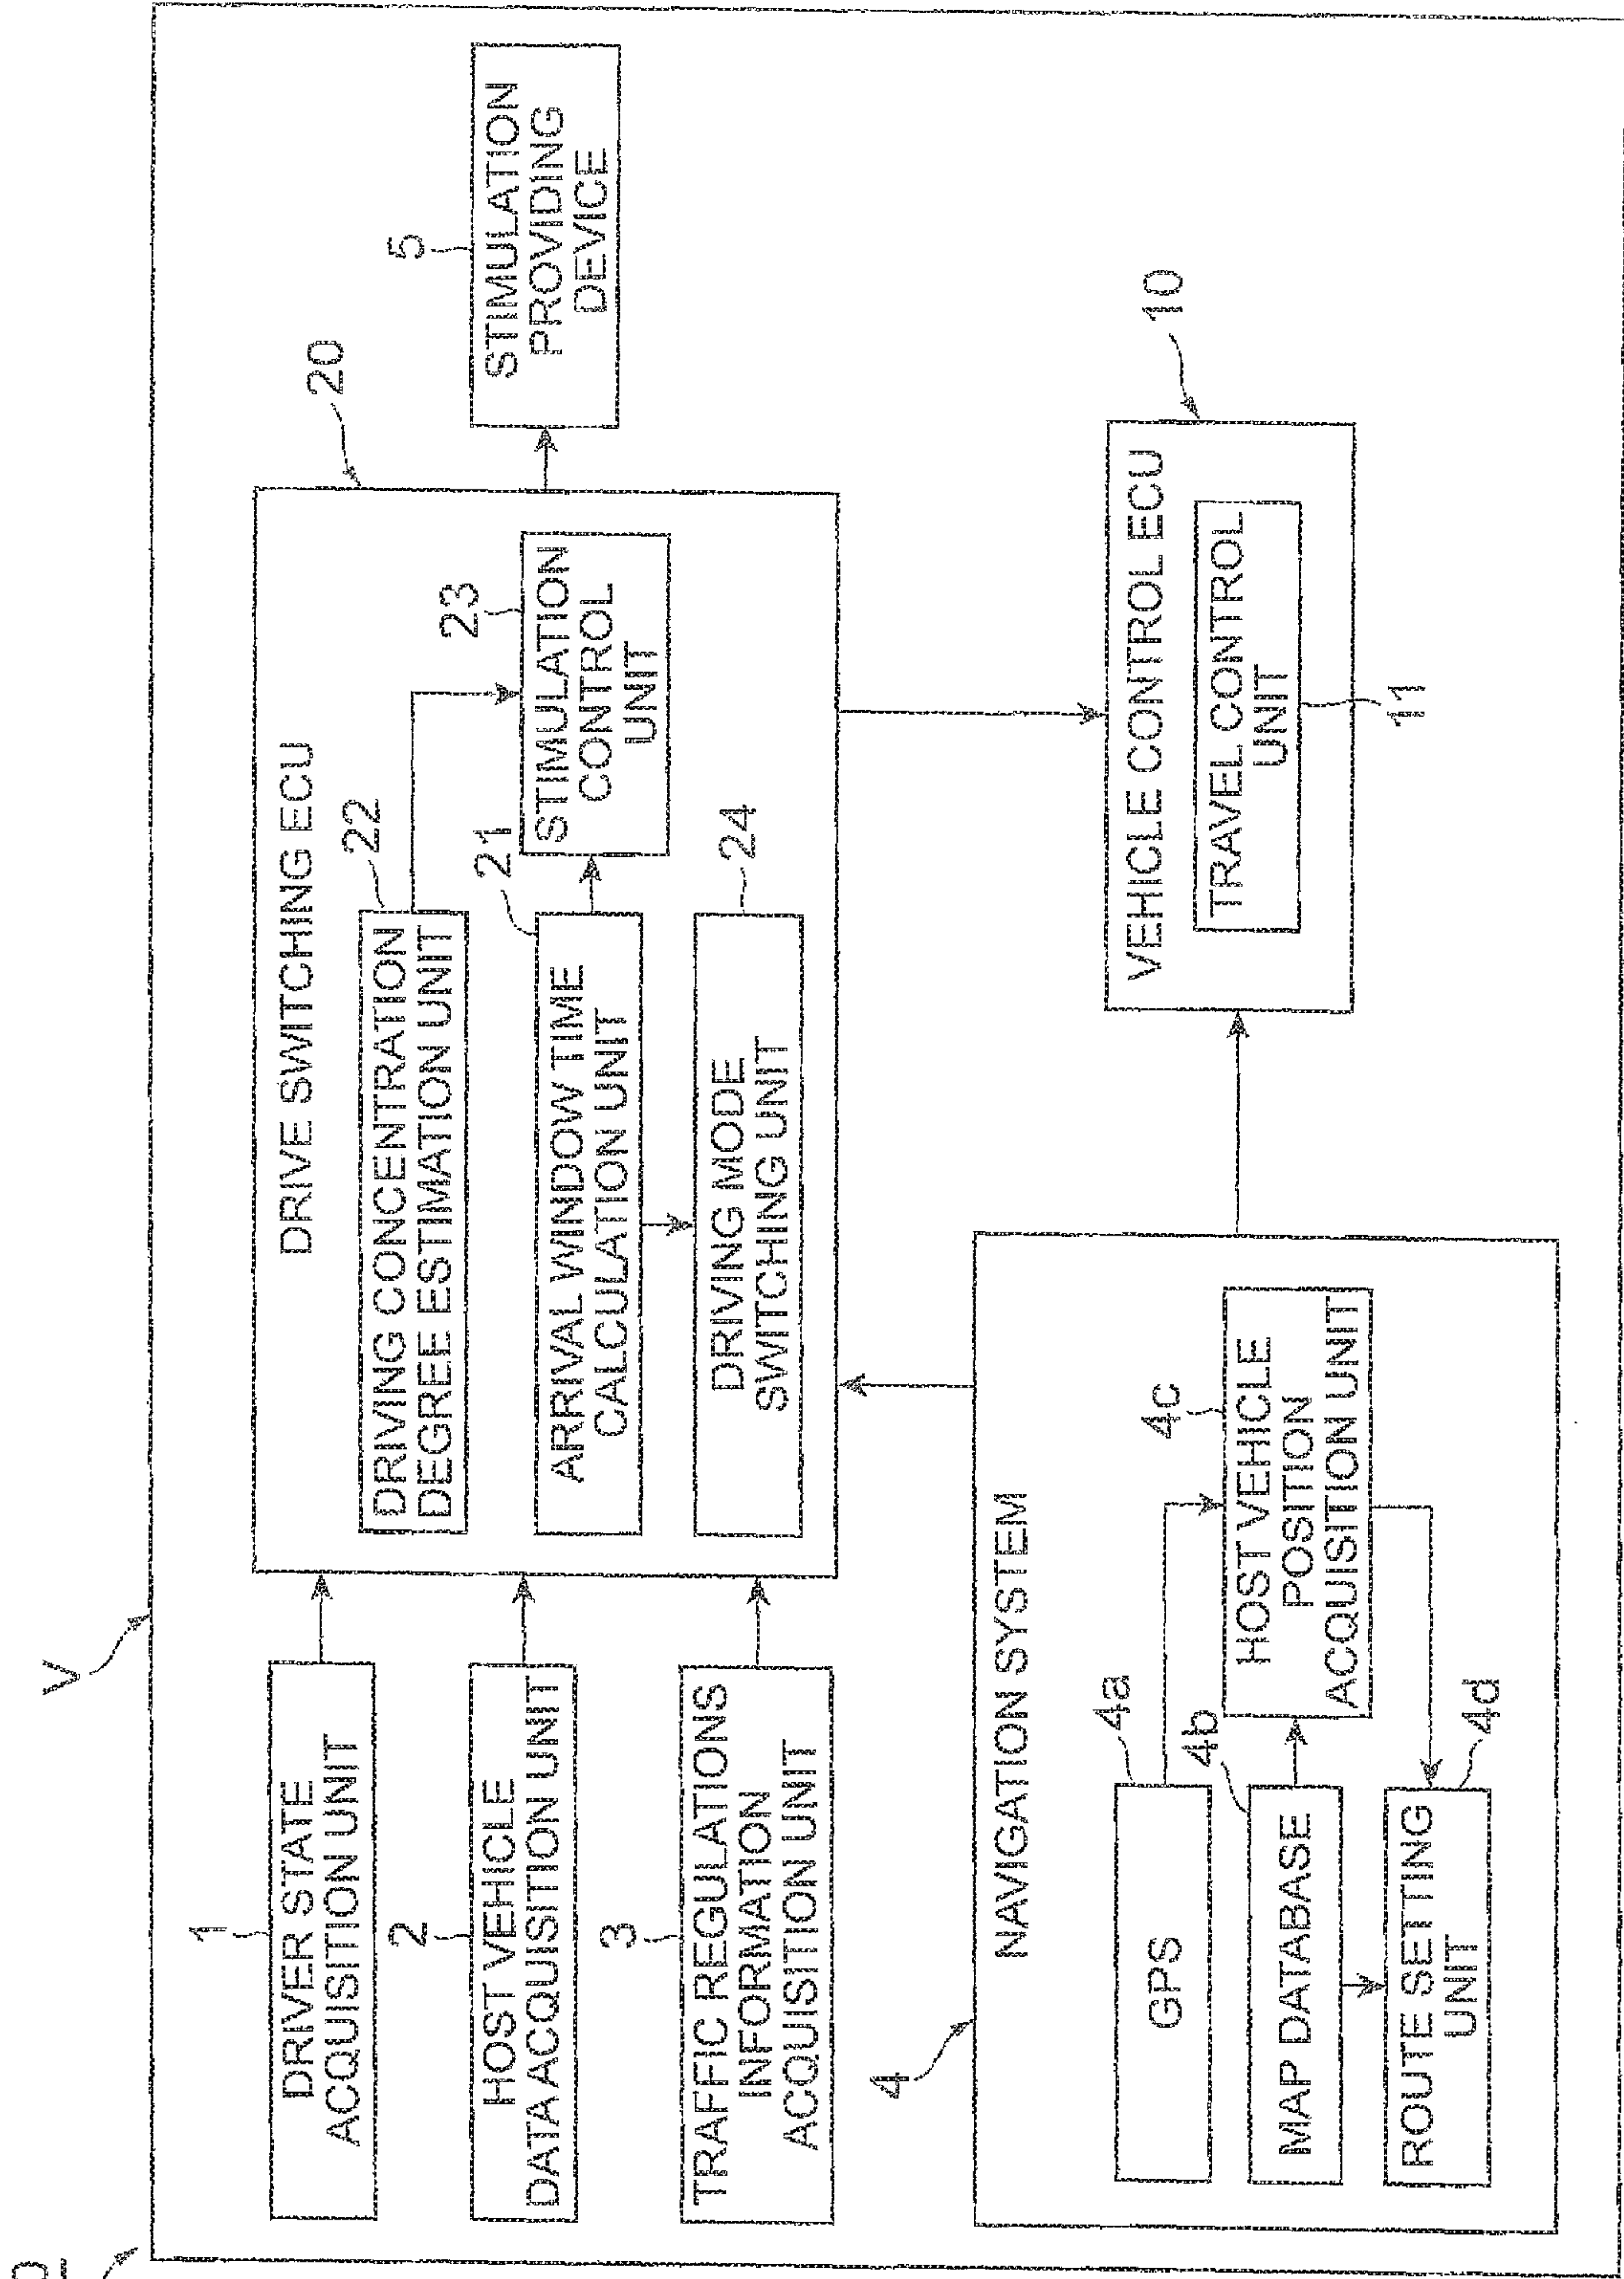 V
20
DRIVE SWITCHING ECU
1
DRIVER STATE
ACQUISITION UNIT
2
HOST VEHICLE
DATA ACQUISITION UNIT
3
TRAFFIC REGULATIONS
INFORMATION
ACQUISITION UNIT
22
DRIVING CONCENTRATION
DEGREE ESTIMATION UNIT
21
ARRIVAL WINDOW TIME
CALCULATION UNIT
24
DRIVING MODE
SWITCHING UNIT
23
STIMULATION
CONTROL
UNIT
5
STIMULATION
PROVIDING
DEVICE
4
NAVIGATION SYSTEM
4a
GPS
4b
MAP DATABASE
4c
HOST VEHICLE
POSITION
ACQUISITION UNIT
4d
ROUTE SETTING
UNIT
10
VEHICLE CONTROL ECU
TRAVEL CONTROL
UNIT
11